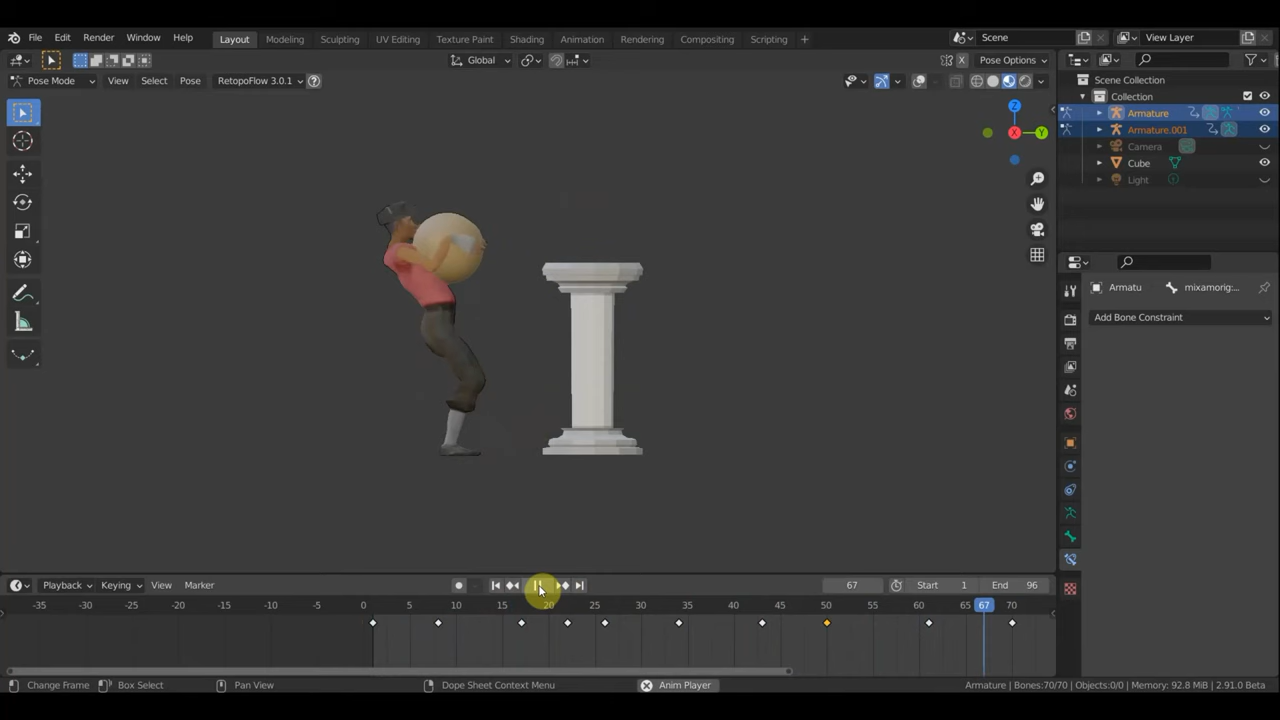 File Edit Render Window Help Layout Modeling Sculpting UV Editing Texture Paint Shading Animation Rendering Compositing Scripting + Scene View Layer
Global Pose Options
Pose Mode View Select Pose RetopoFlow 3.0.1
Scene Collection
Collection
Armature
Armature.001
Camera
Cube
Light
Z
X
Y
Armatu mixamorig:...
Add Bone Constraint
Playback Keying View Marker 67 Start 1 End 96
-35 -30 -25 -20 -15 -10 -5 0 5 10 15 20 25 30 35 40 45 50 55 60 65 67 70
Change Frame Box Select Pan View Dope Sheet Context Menu Anim Player Armature | Bones:70/70 | Objects:0/0 | Memory: 92.8 MiB | 2.91.0 Beta